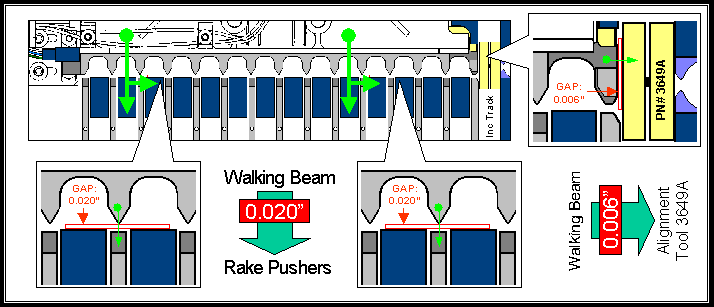 Inc Track
GAP:
0.006"
PN# 3649A
GAP:
0.020"
Walking Beam
0.020"
Rake Pushers
GAP:
0.020"
Walking Beam
0.006"
Alignment
Tool 3649A